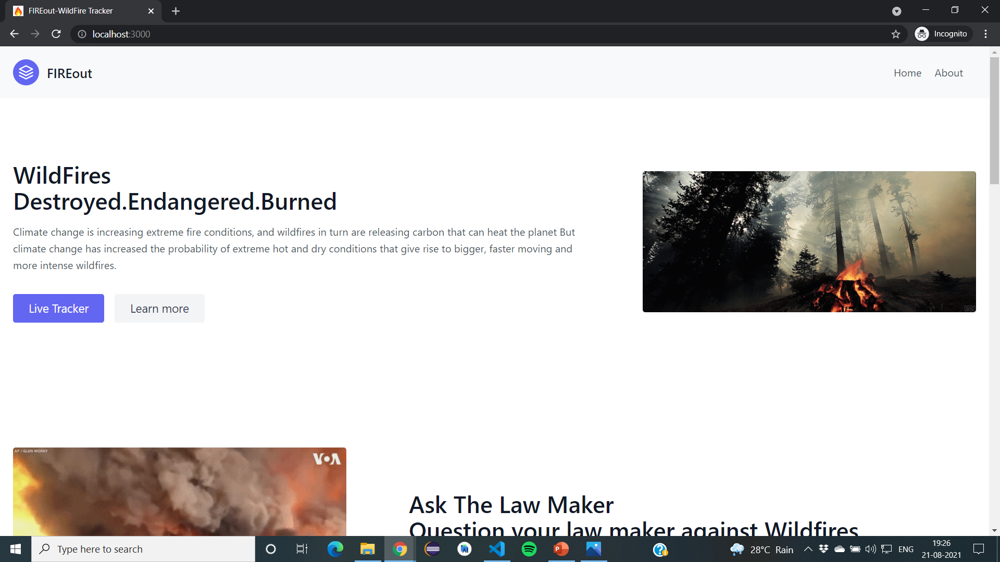 FIREout-WildFire Tracker
localhost:3000
Incognito
FIREout
Home
About
WildFires
Destroyed.Endangered.Burned
Climate change is increasing extreme fire conditions, and wildfires in turn are releasing carbon that can heat the planet But
climate change has increased the probability of extreme hot and dry conditions that give rise to bigger, faster moving and
more intense wildfires.
Live Tracker
Learn more
ORBO
AP / GLEN MOREY
VOA
Ask The Law Maker
Question your law maker against Wildfires
Type here to search
28°C Rain
ENG
19:26
21-08-2021